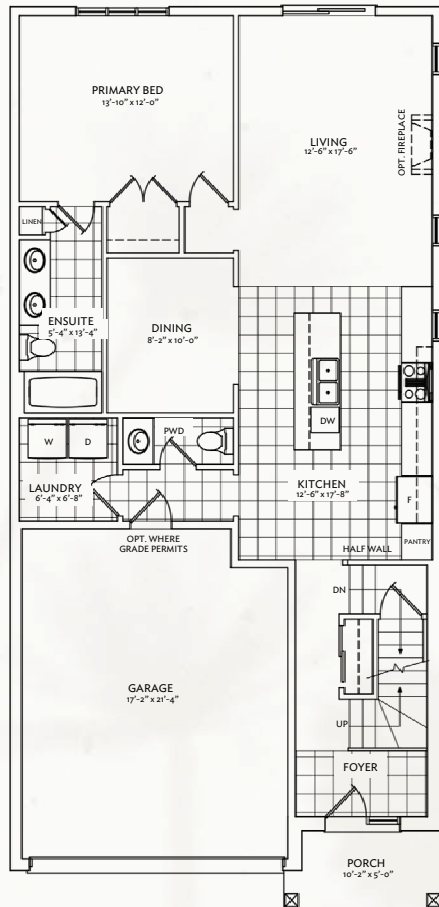 PRIMARY BED
13'-10" x 12'-0"
LIVING
12'-6" x 17'-6"
OPT. FIREPLACE
LINEN
ENSUITE
5'-4" x 13'-4"
DINING
8'-2" x 10'-0"
DW
W
D
PWD
LAUNDRY
6'-4" x 6'-8"
KITCHEN
12'-6" x 17'-8"
F
OPT. WHERE
GRADE PERMITS
HALF WALL
PANTRY
DN
GARAGE
17'-2" x 21'-4"
UP
FOYER
PORCH
10'-2" x 5'-0"